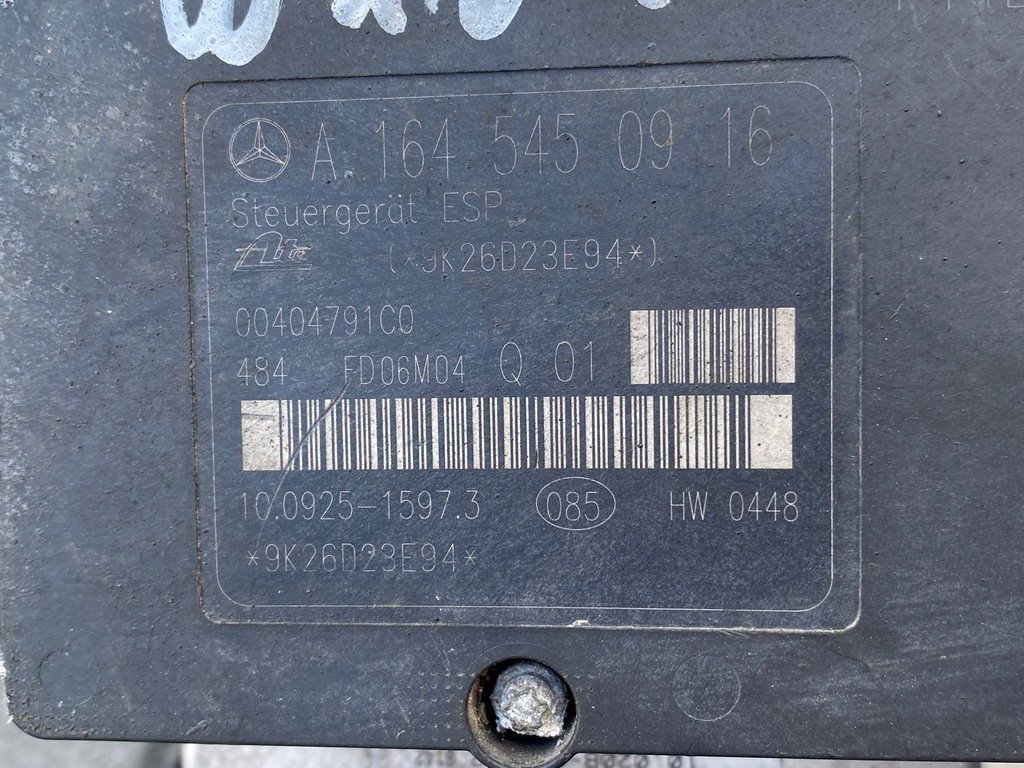 A 164 545 09 16
Steuergerät ESP
Ate (*9K26D23E94*)
00404791C0
484 FD06M04 Q 01
10.0925-1597.3 085 HW 0448
*9K26D23E94*